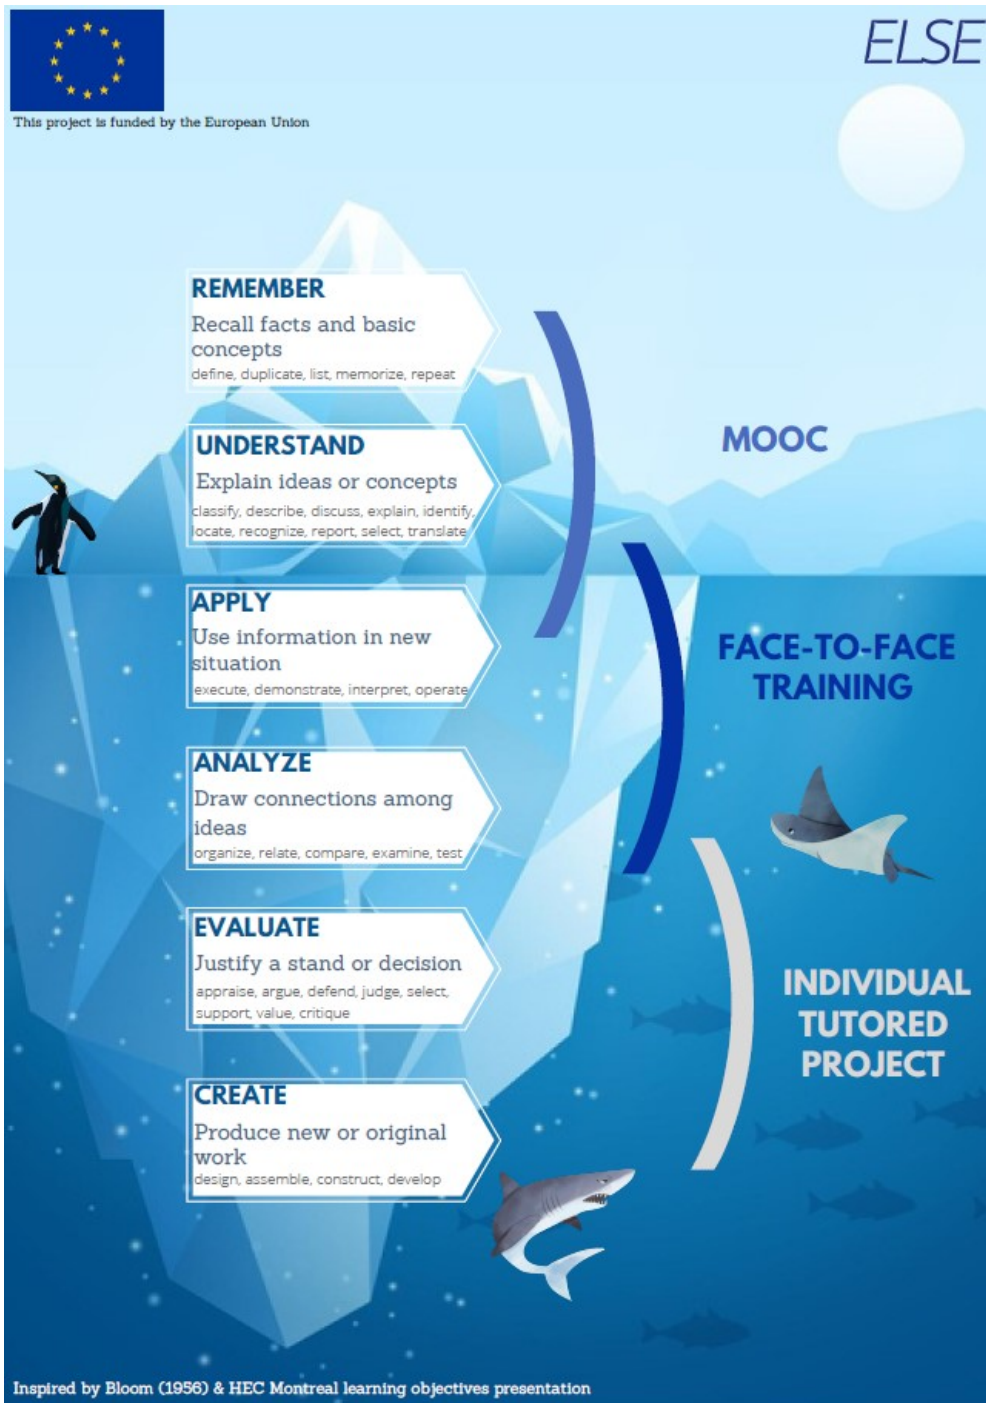 ELSE
This project is funded by the European Union
REMEMBER
Recall facts and basic
concepts
define, duplicate, list, memorize, repeat
UNDERSTAND
Explain ideas or concepts
classify, describe, discuss, explain, identify,
locate, recognize, report, select, translate
MOOC
APPLY
Use information in new
situation
execute, demonstrate, interpret, operate
FACE-TO-FACE
TRAINING
ANALYZE
Draw connections among
ideas
organize, relate, compare, examine, test
EVALUATE
Justify a stand or decision
appraise, argue, defend, judge, select,
support, value, critique
INDIVIDUAL
TUTORED
PROJECT
CREATE
Produce new or original
work
design, assemble, construct, develop
Inspired by Bloom (1956) & HEC Montreal learning objectives presentation